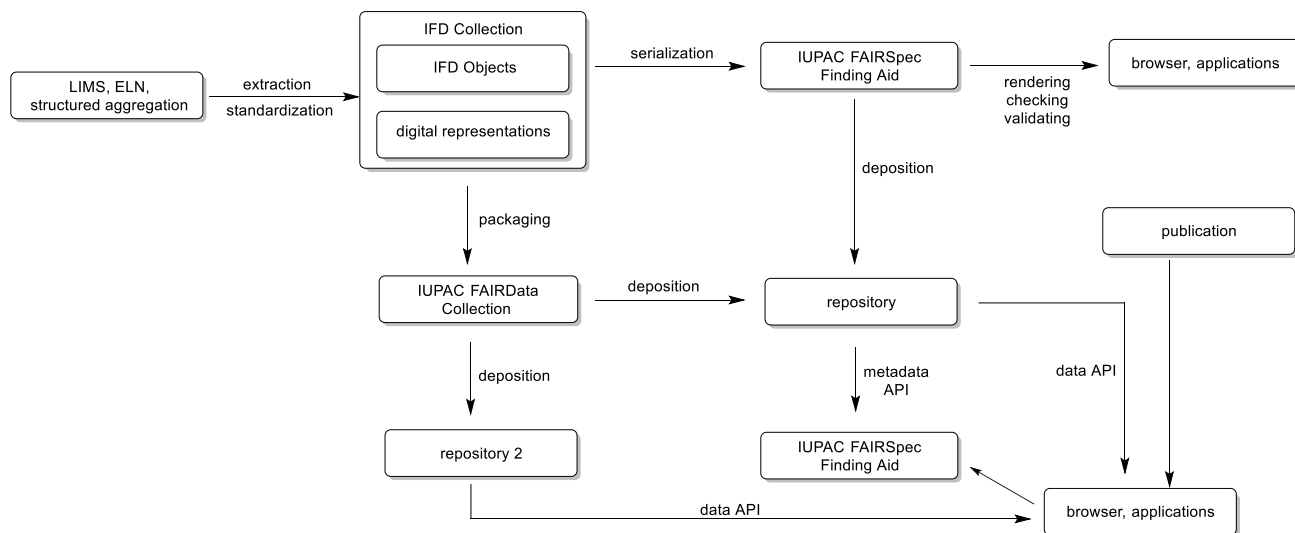 IFD Collection
IFD Objects
digital representations
LIMS, ELN,
structured aggregation
extraction
standardization
serialization
IUPAC FAIRSpec
Finding Aid
rendering
checking
validating
browser, applications
packaging
deposition
publication
IUPAC FAIRData
Collection
deposition
repository
deposition
metadata
API
data API
repository 2
IUPAC FAIRSpec
Finding Aid
data API
browser, applications